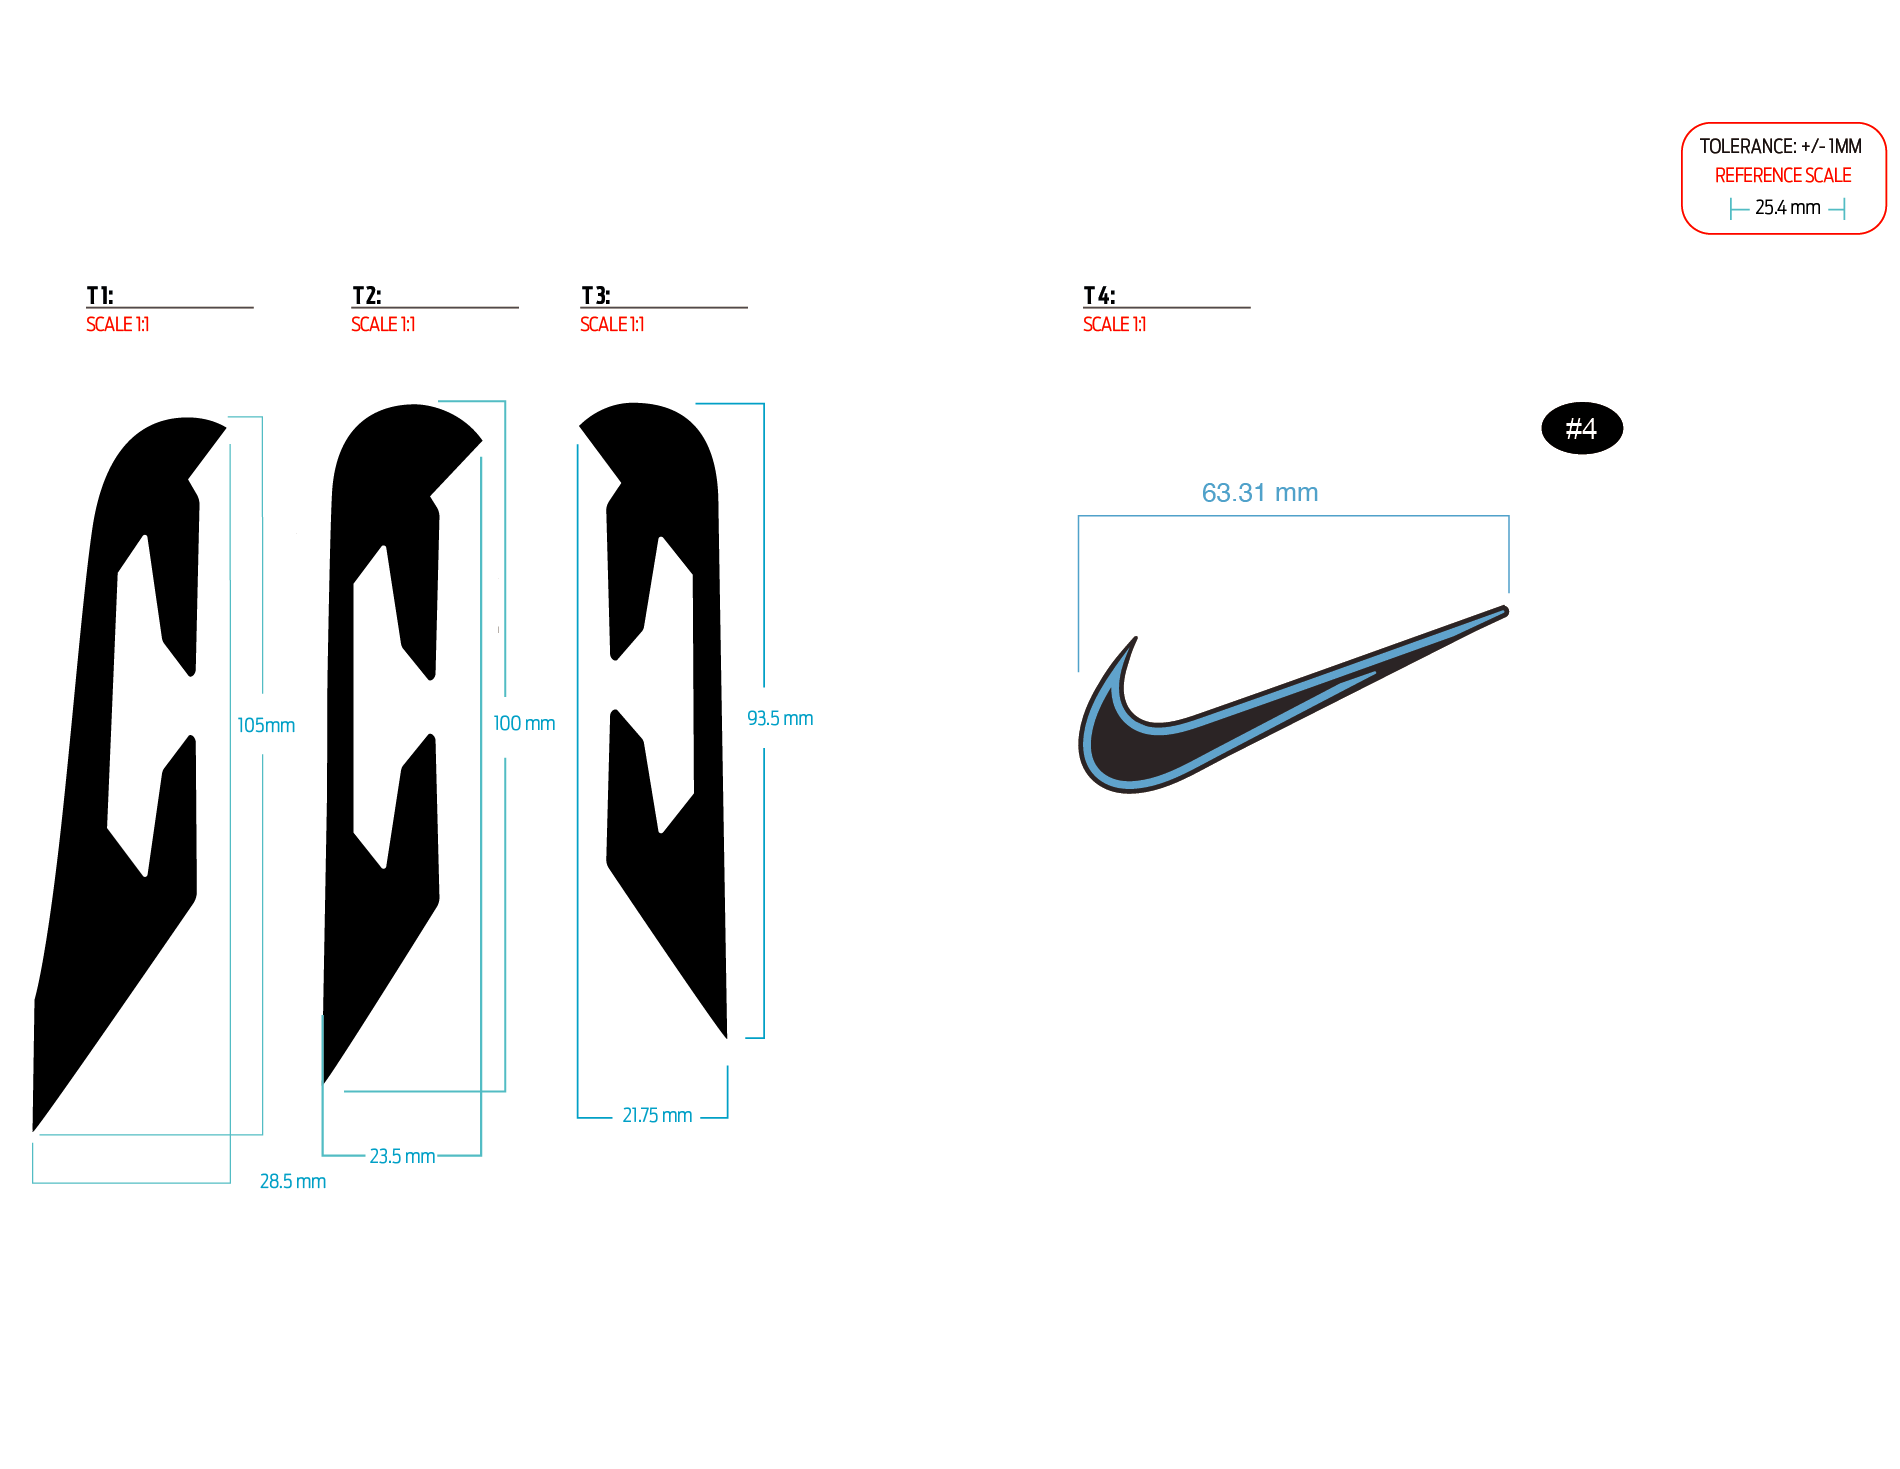 TOLERANCE: +/- 1MM
REFERENCE SCALE
25.4 mm
T1:
SCALE 1:1
T2:
SCALE 1:1
T3:
SCALE 1:1
T4:
SCALE 1:1
#4
63.31 mm
105mm
100 mm
93.5 mm
21.75 mm
23.5 mm
28.5 mm